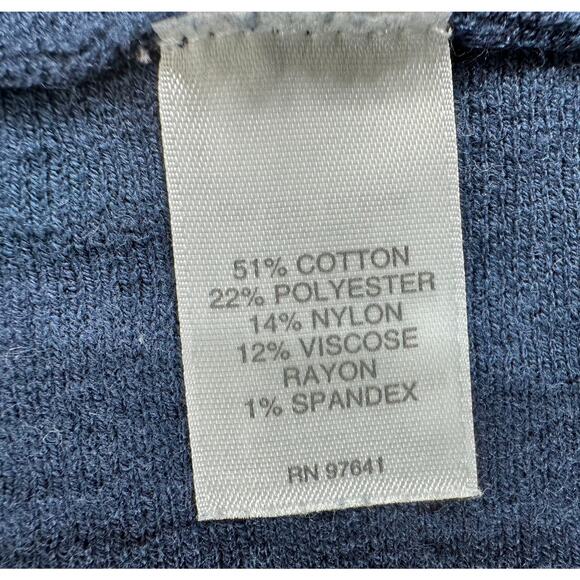 51% COTTON
22% POLYESTER
14% NYLON
12% VISCOSE
RAYON
1% SPANDEX
RN 97641